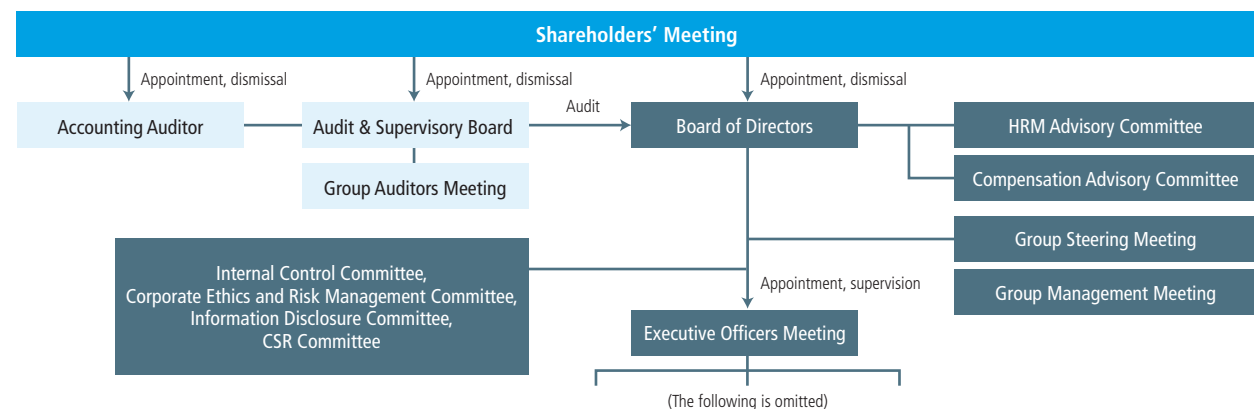 Shareholders’ Meeting
Appointment, dismissal
Appointment, dismissal
Appointment, dismissal
Accounting Auditor
Audit & Supervisory Board
Audit
Board of Directors
HRM Advisory Committee
Group Auditors Meeting
Compensation Advisory Committee
Group Steering Meeting
Internal Control Committee,
Corporate Ethics and Risk Management Committee,
Information Disclosure Committee,
CSR Committee
Appointment, supervision
Group Management Meeting
Executive Officers Meeting
(The following is omitted)